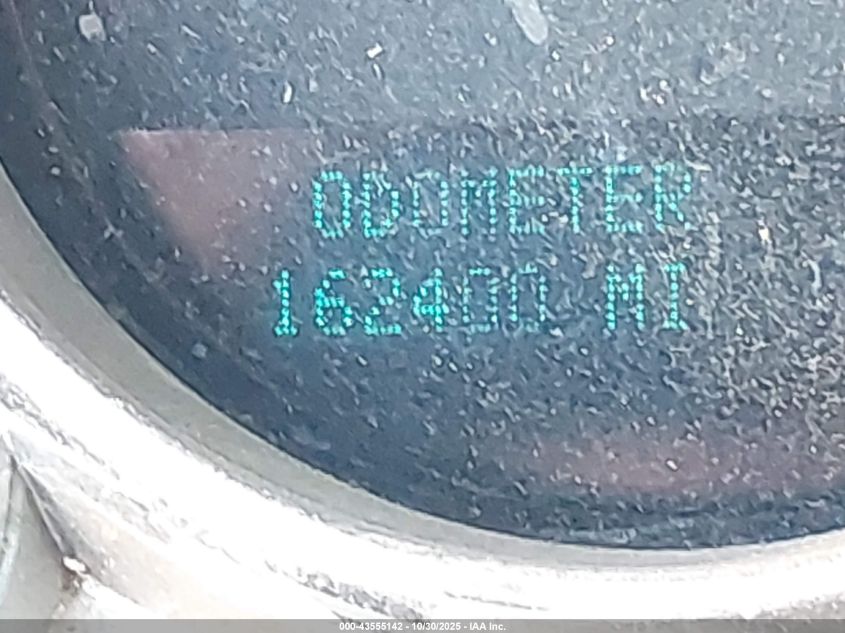 ODOMETER
162400 MI
000-43555142 - 10/30/2025 - IAA Inc.